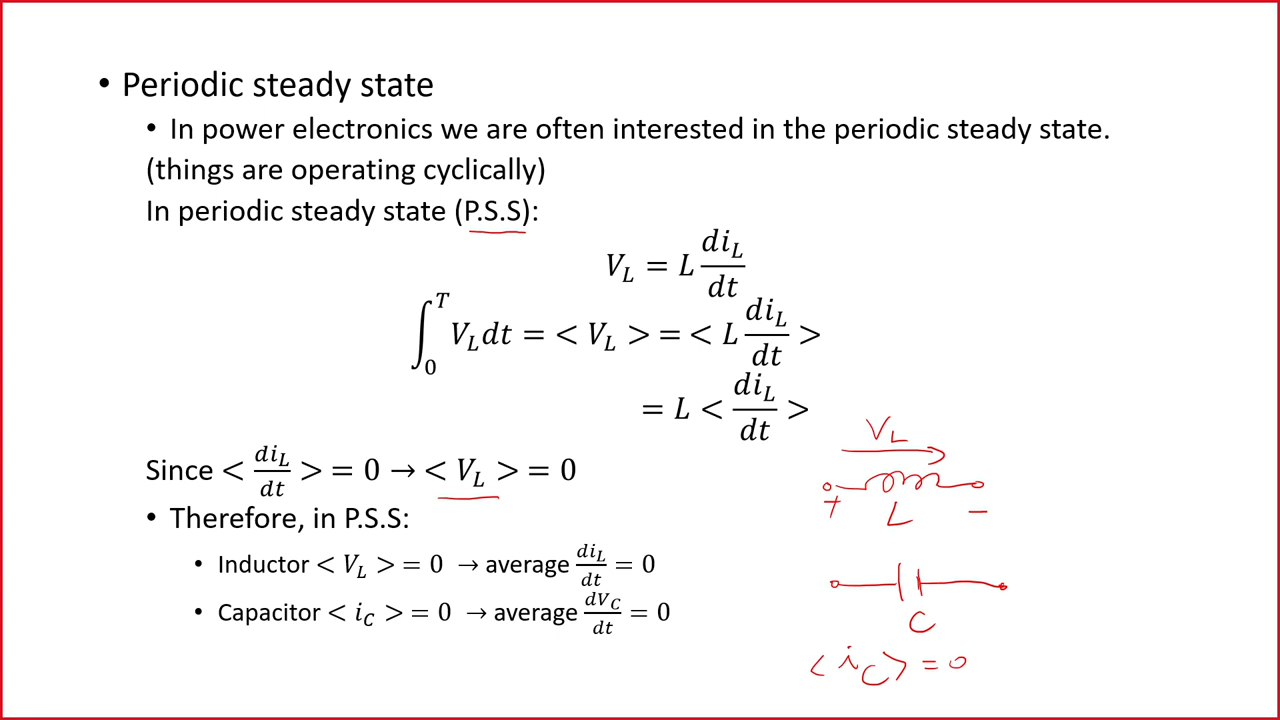 • Periodic steady state
• In power electronics we are often interested in the periodic steady state.
(things are operating cyclically)
In periodic steady state (P.S.S):
V_L = L di_L/dt
∫_0^T V_L dt = < V_L > = < L di_L/dt >
= L < di_L/dt >
Since < di_L/dt > = 0 → < V_L > = 0
• Therefore, in P.S.S:
• Inductor < V_L > = 0 → average di_L/dt = 0
• Capacitor < i_C > = 0 → average dV_C/dt = 0
V_L
+ L −
C
< i_C > = 0